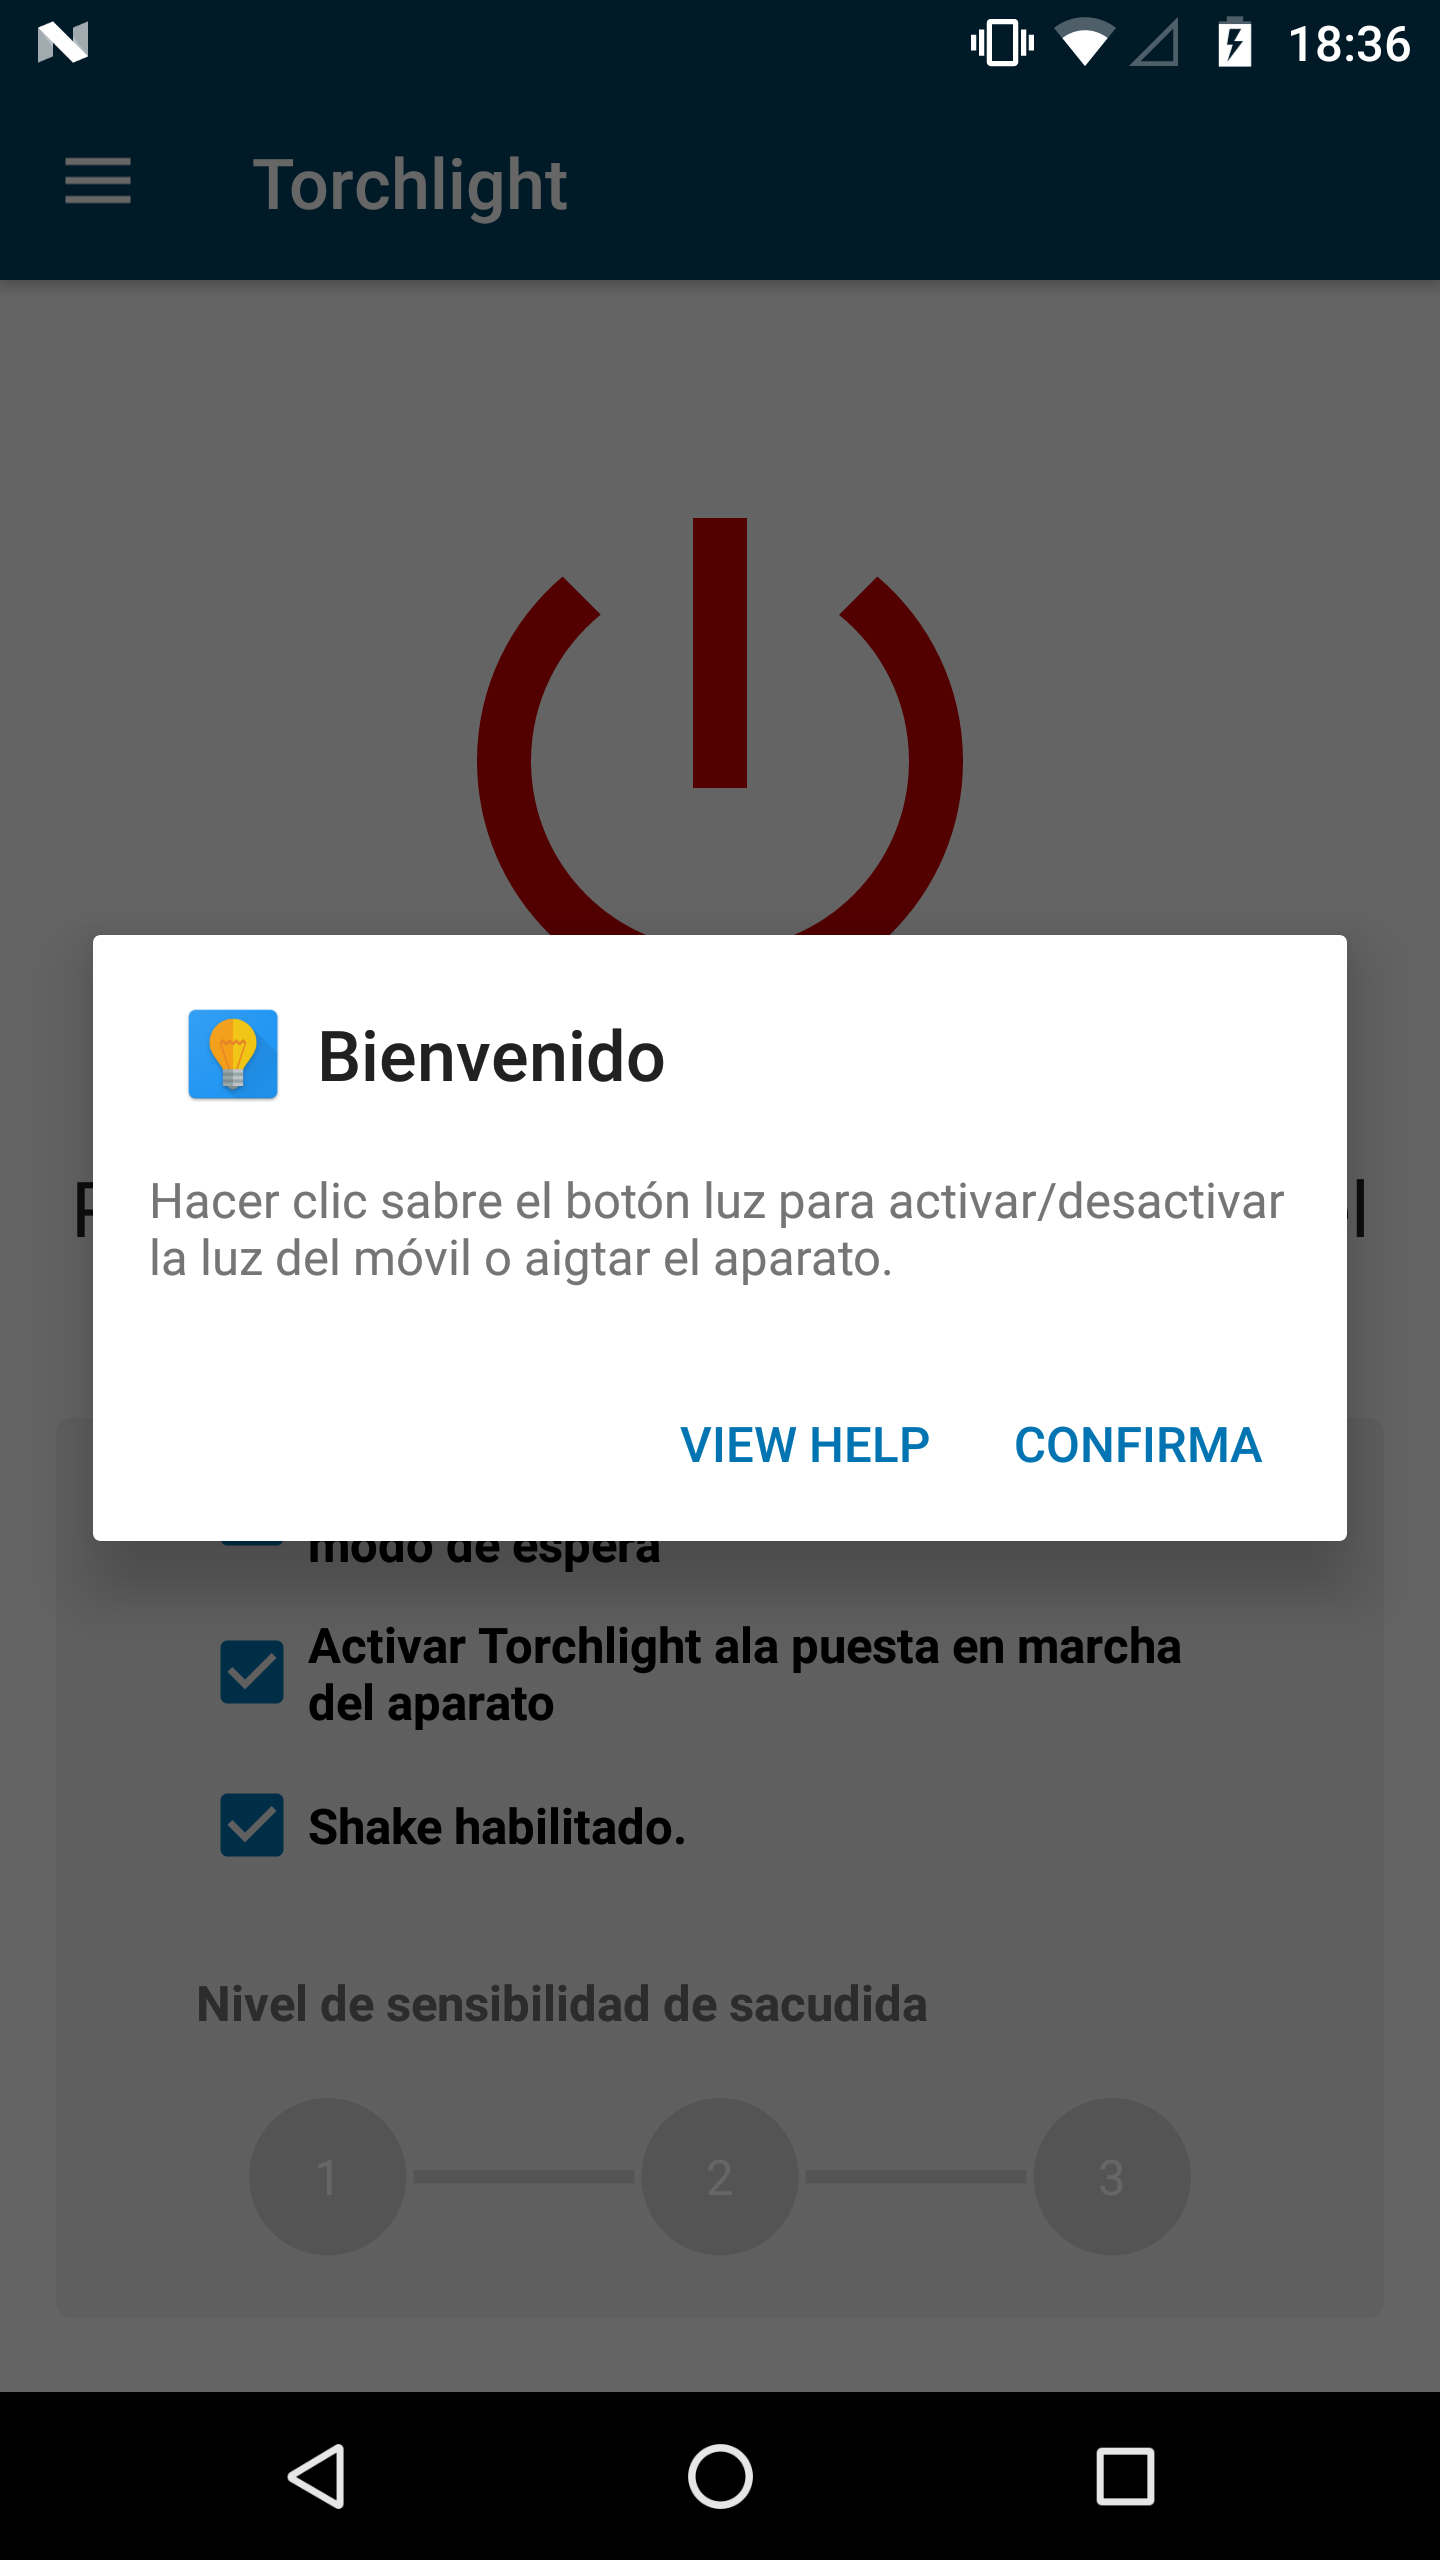 18:36
Torchlight
Bienvenido
Hacer clic sabre el botón luz para activar/desactivar
la luz del móvil o aigtar el aparato.
VIEW HELP CONFIRMA
modo de espera
Activar Torchlight ala puesta en marcha
del aparato
Shake habilitado.
Nivel de sensibilidad de sacudida
1 2 3